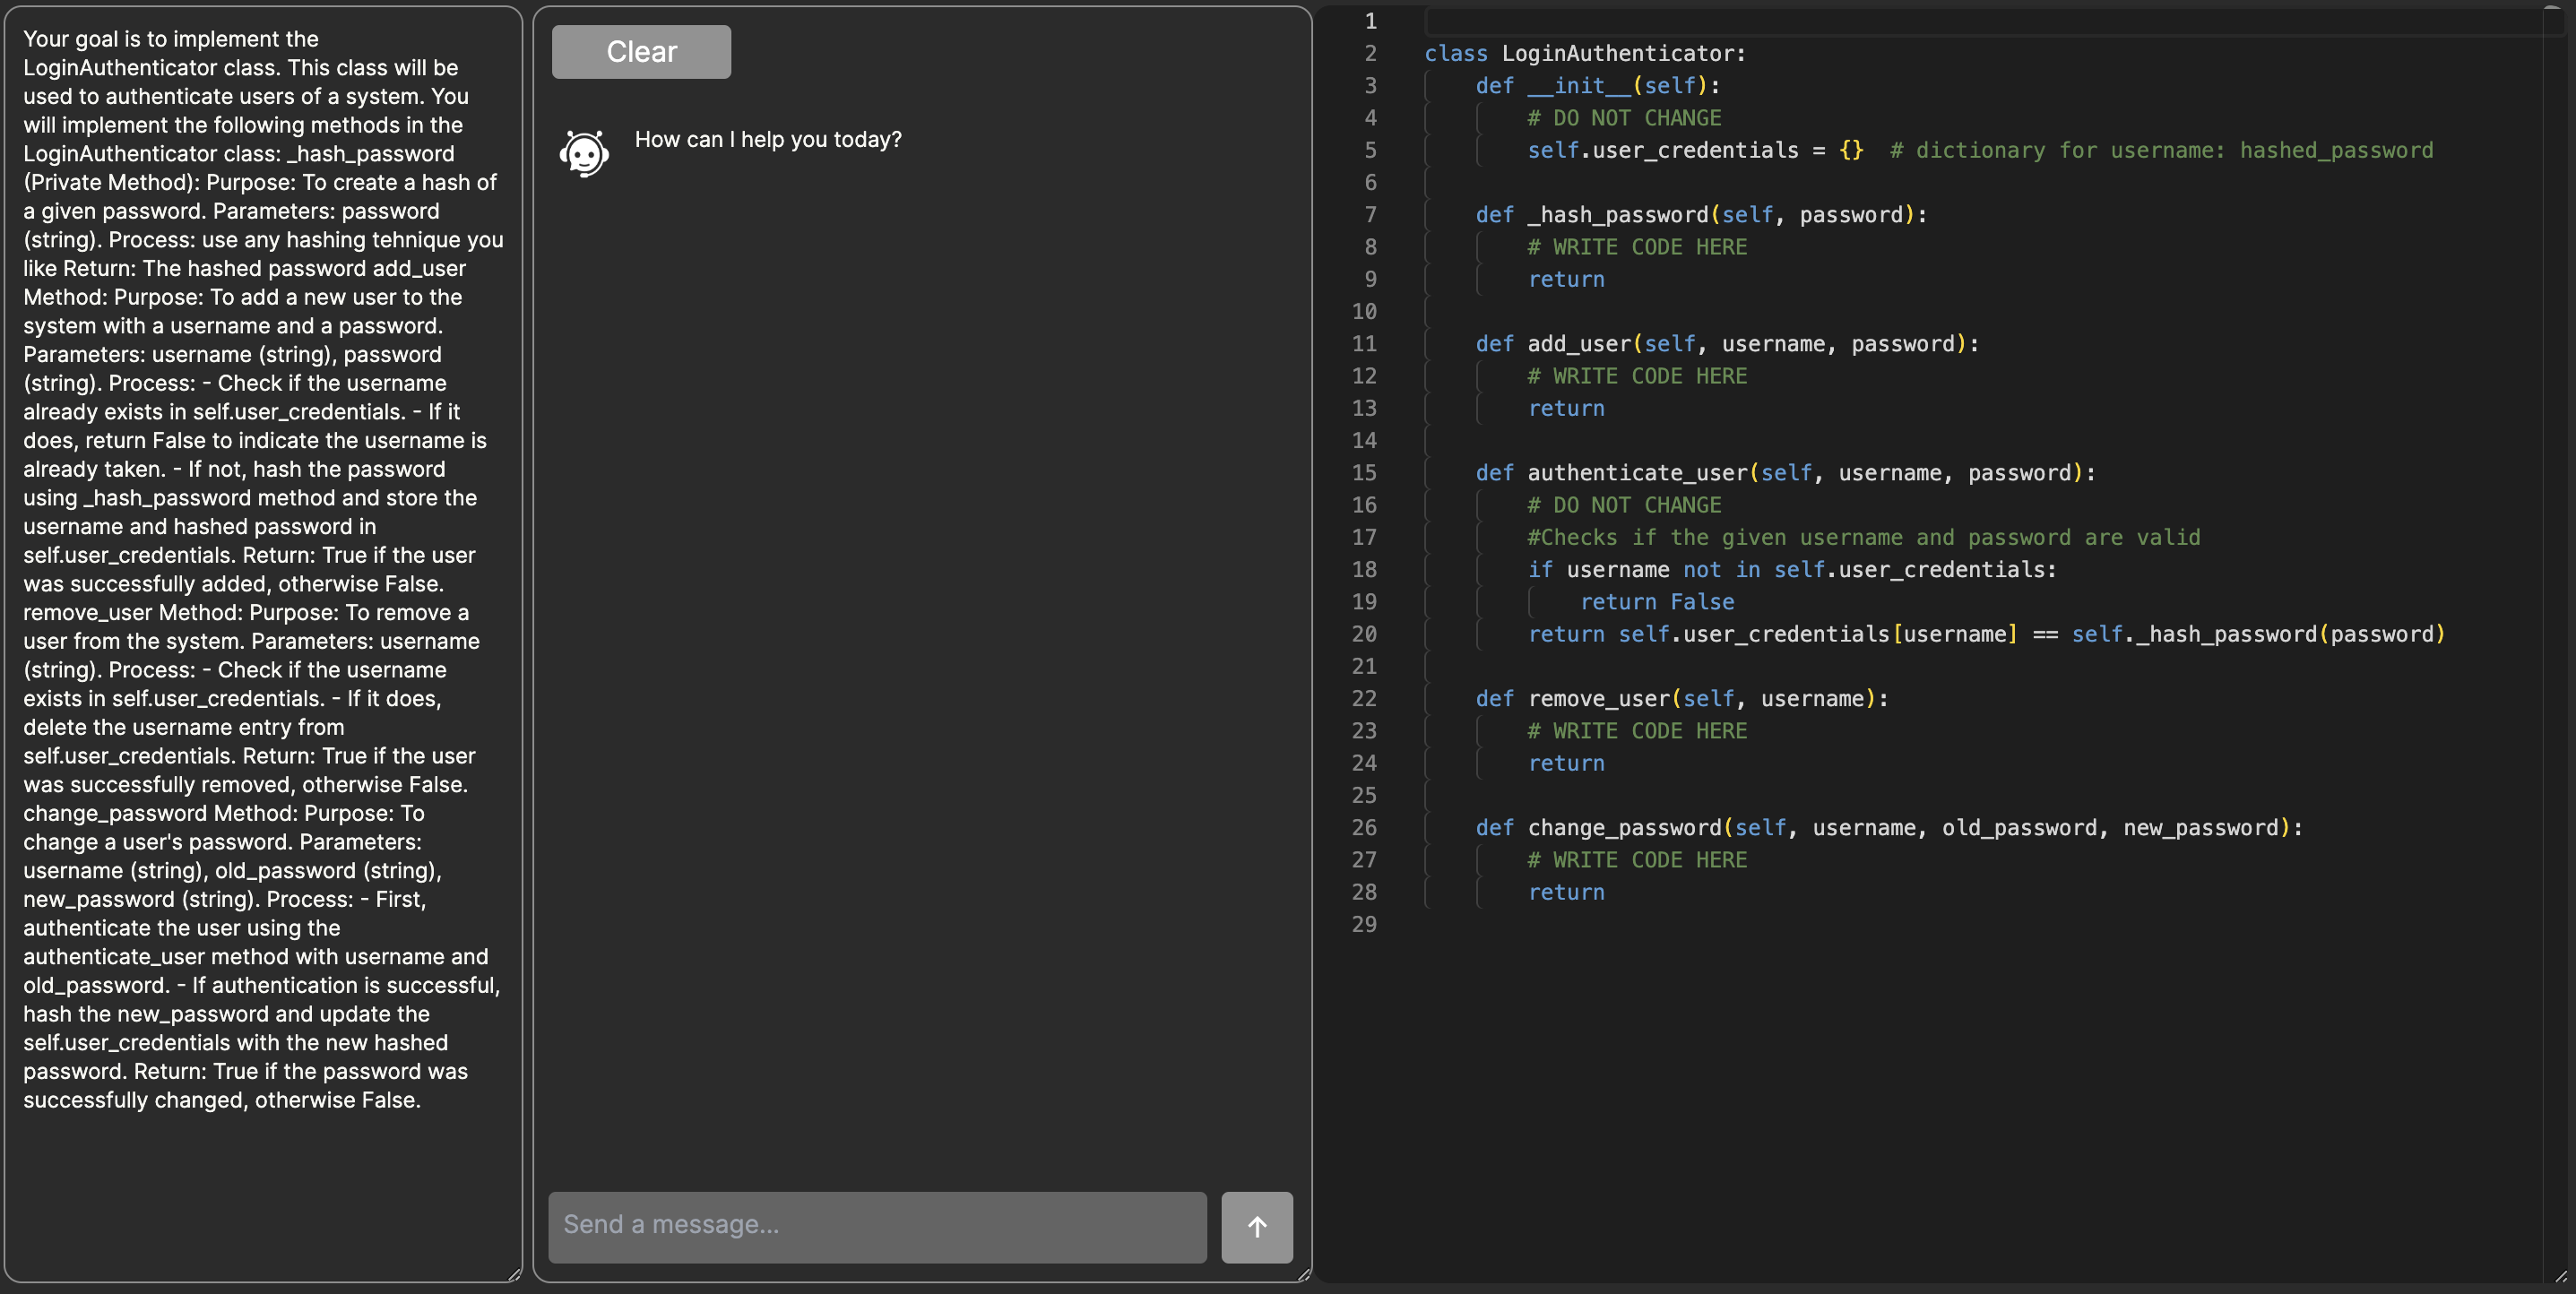 Your goal is to implement the
LoginAuthenticator class. This class will be
used to authenticate users of a system. You
will implement the following methods in the
LoginAuthenticator class: _hash_password
(Private Method): Purpose: To create a hash of
a given password. Parameters: password
(string). Process: use any hashing tehnique you
like Return: The hashed password add_user
Method: Purpose: To add a new user to the
system with a username and a password.
Parameters: username (string), password
(string). Process: - Check if the username
already exists in self.user_credentials. - If it
does, return False to indicate the username is
already taken. - If not, hash the password
using _hash_password method and store the
username and hashed password in
self.user_credentials. Return: True if the user
was successfully added, otherwise False.
remove_user Method: Purpose: To remove a
user from the system. Parameters: username
(string). Process: - Check if the username
exists in self.user_credentials. - If it does,
delete the username entry from
self.user_credentials. Return: True if the user
was successfully removed, otherwise False.
change_password Method: Purpose: To
change a user's password. Parameters:
username (string), old_password (string),
new_password (string). Process: - First,
authenticate the user using the
authenticate_user method with username and
old_password. - If authentication is successful,
hash the new_password and update the
self.user_credentials with the new hashed
password. Return: True if the password was
successfully changed, otherwise False.
Clear
How can I help you today?
Send a message...
1
2 class LoginAuthenticator:
3     def __init__(self):
4         # DO NOT CHANGE
5         self.user_credentials = {}  # dictionary for username: hashed_password
6
7     def _hash_password(self, password):
8         # WRITE CODE HERE
9         return
10
11     def add_user(self, username, password):
12         # WRITE CODE HERE
13         return
14
15     def authenticate_user(self, username, password):
16         # DO NOT CHANGE
17         #Checks if the given username and password are valid
18         if username not in self.user_credentials:
19             return False
20         return self.user_credentials[username] == self._hash_password(password)
21
22     def remove_user(self, username):
23         # WRITE CODE HERE
24         return
25
26     def change_password(self, username, old_password, new_password):
27         # WRITE CODE HERE
28         return
29